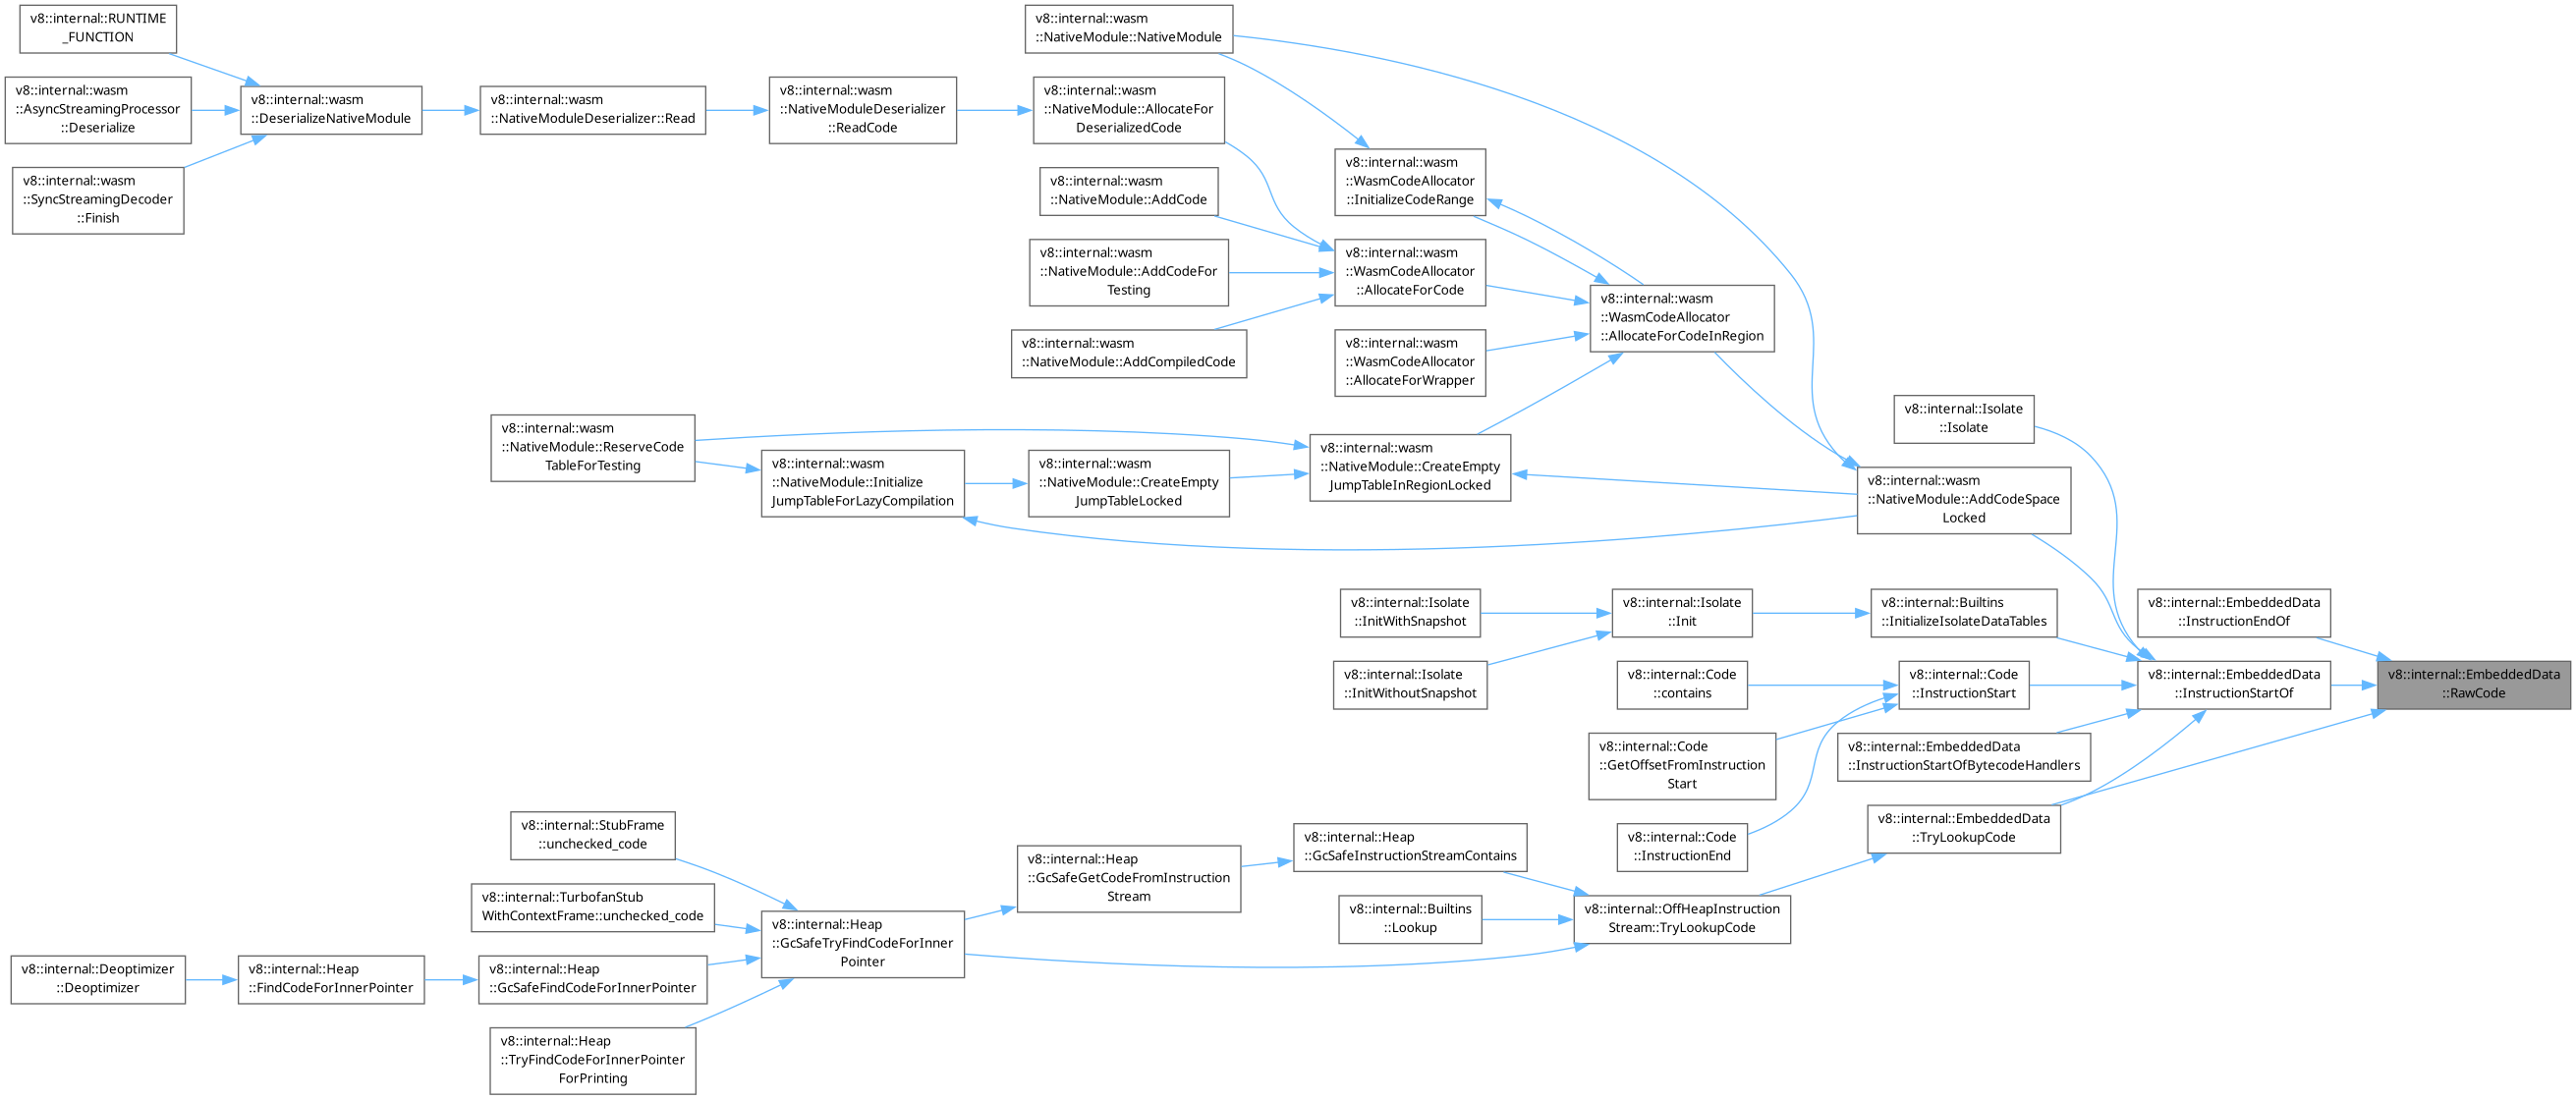 v8::internal::RUNTIME
_FUNCTION
v8::internal::wasm
::AsyncStreamingProcessor
::Deserialize
v8::internal::wasm
::SyncStreamingDecoder
::Finish
v8::internal::wasm
::DeserializeNativeModule
v8::internal::wasm
::NativeModuleDeserializer::Read
v8::internal::wasm
::NativeModuleDeserializer
::ReadCode
v8::internal::wasm
::NativeModule::NativeModule
v8::internal::wasm
::NativeModule::AllocateFor
DeserializedCode
v8::internal::wasm
::NativeModule::AddCode
v8::internal::wasm
::NativeModule::AddCodeFor
Testing
v8::internal::wasm
::NativeModule::AddCompiledCode
v8::internal::wasm
::WasmCodeAllocator
::InitializeCodeRange
v8::internal::wasm
::WasmCodeAllocator
::AllocateForCode
v8::internal::wasm
::WasmCodeAllocator
::AllocateForWrapper
v8::internal::wasm
::WasmCodeAllocator
::AllocateForCodeInRegion
v8::internal::wasm
::NativeModule::ReserveCode
TableForTesting
v8::internal::wasm
::NativeModule::Initialize
JumpTableForLazyCompilation
v8::internal::wasm
::NativeModule::CreateEmpty
JumpTableLocked
v8::internal::wasm
::NativeModule::CreateEmpty
JumpTableInRegionLocked
v8::internal::Isolate
::Isolate
v8::internal::wasm
::NativeModule::AddCodeSpace
Locked
v8::internal::Isolate
::InitWithSnapshot
v8::internal::Isolate
::InitWithoutSnapshot
v8::internal::Isolate
::Init
v8::internal::Builtins
::InitializeIsolateDataTables
v8::internal::EmbeddedData
::InstructionEndOf
v8::internal::Code
::contains
v8::internal::Code
::InstructionStart
v8::internal::EmbeddedData
::InstructionStartOf
v8::internal::EmbeddedData
::RawCode
v8::internal::Code
::GetOffsetFromInstruction
Start
v8::internal::EmbeddedData
::InstructionStartOfBytecodeHandlers
v8::internal::Code
::InstructionEnd
v8::internal::EmbeddedData
::TryLookupCode
v8::internal::StubFrame
::unchecked_code
v8::internal::TurbofanStub
WithContextFrame::unchecked_code
v8::internal::Heap
::GcSafeGetCodeFromInstruction
Stream
v8::internal::Heap
::GcSafeInstructionStreamContains
v8::internal::Builtins
::Lookup
v8::internal::OffHeapInstruction
Stream::TryLookupCode
v8::internal::Heap
::GcSafeTryFindCodeForInner
Pointer
v8::internal::Deoptimizer
::Deoptimizer
v8::internal::Heap
::FindCodeForInnerPointer
v8::internal::Heap
::GcSafeFindCodeForInnerPointer
v8::internal::Heap
::TryFindCodeForInnerPointer
ForPrinting